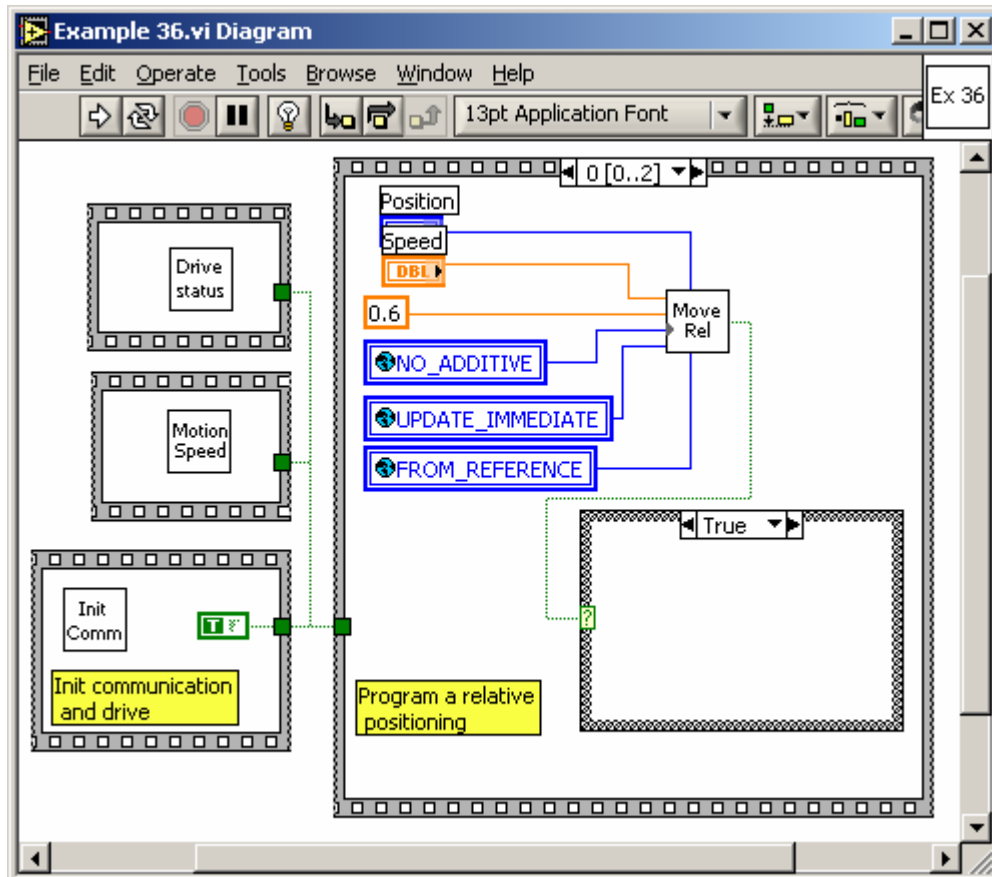 Example 36.vi Diagram
File Edit Operate Tools Browse Window Help
13pt Application Font
Ex 36
0 [0..2]
Position
Speed
DBL
0.6
NO_ADDITIVE
UPDATE_IMMEDIATE
FROM_REFERENCE
Move
Rel
Drive
status
Motion
Speed
Init
Comm
T
Init communication
and drive
True
?
Program a relative
positioning